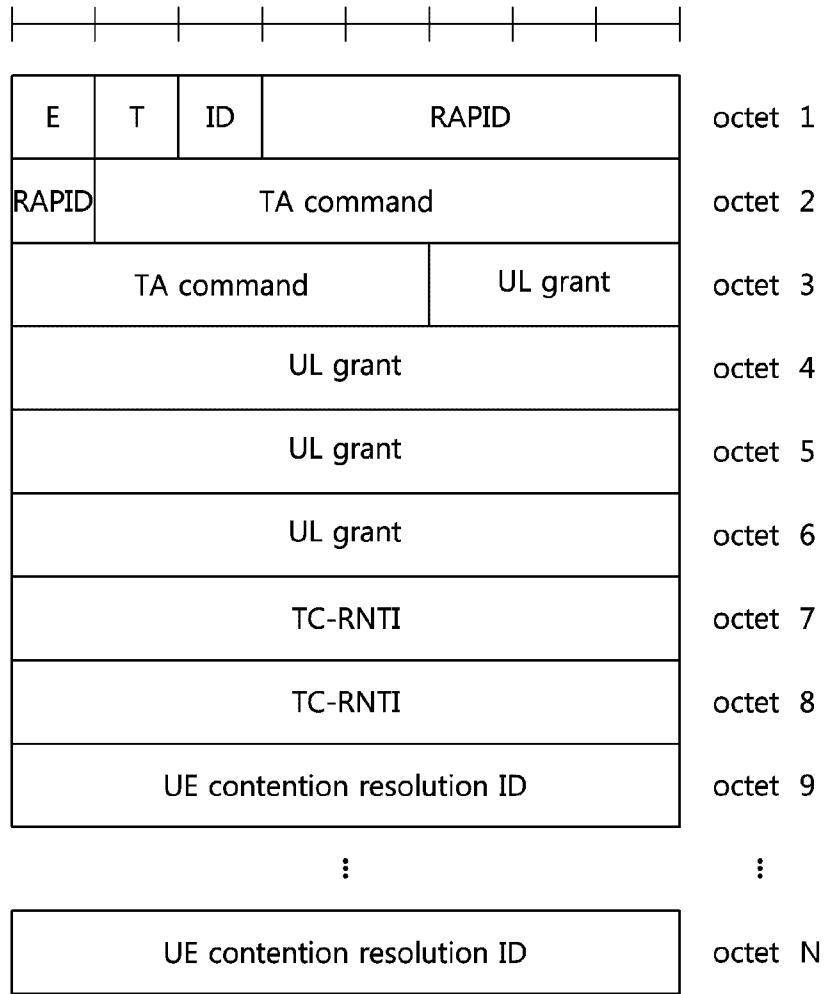 E T ID RAPID octet 1
RAPID TA command octet 2
TA command UL grant octet 3
UL grant octet 4
UL grant octet 5
UL grant octet 6
TC-RNTI octet 7
TC-RNTI octet 8
UE contention resolution ID octet 9
⋮ ⋮
UE contention resolution ID octet N